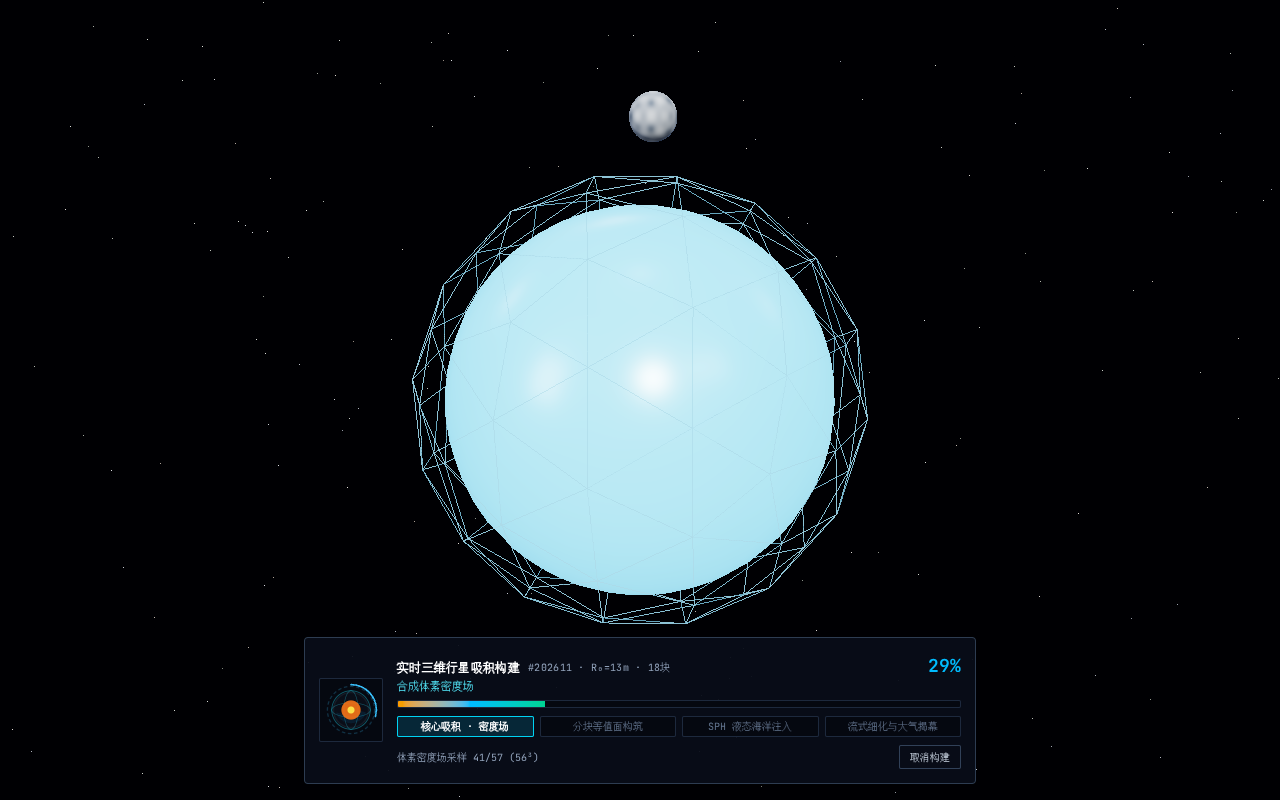 实时三维行星吸积构建 #202611 · R₀=13m · 18块 29%
合成体素密度场
核心吸积 · 密度场 分块等值面构筑 SPH 液态海洋注入 流式细化与大气揭幕
体素密度场采样 41/57 (56³) 取消构建